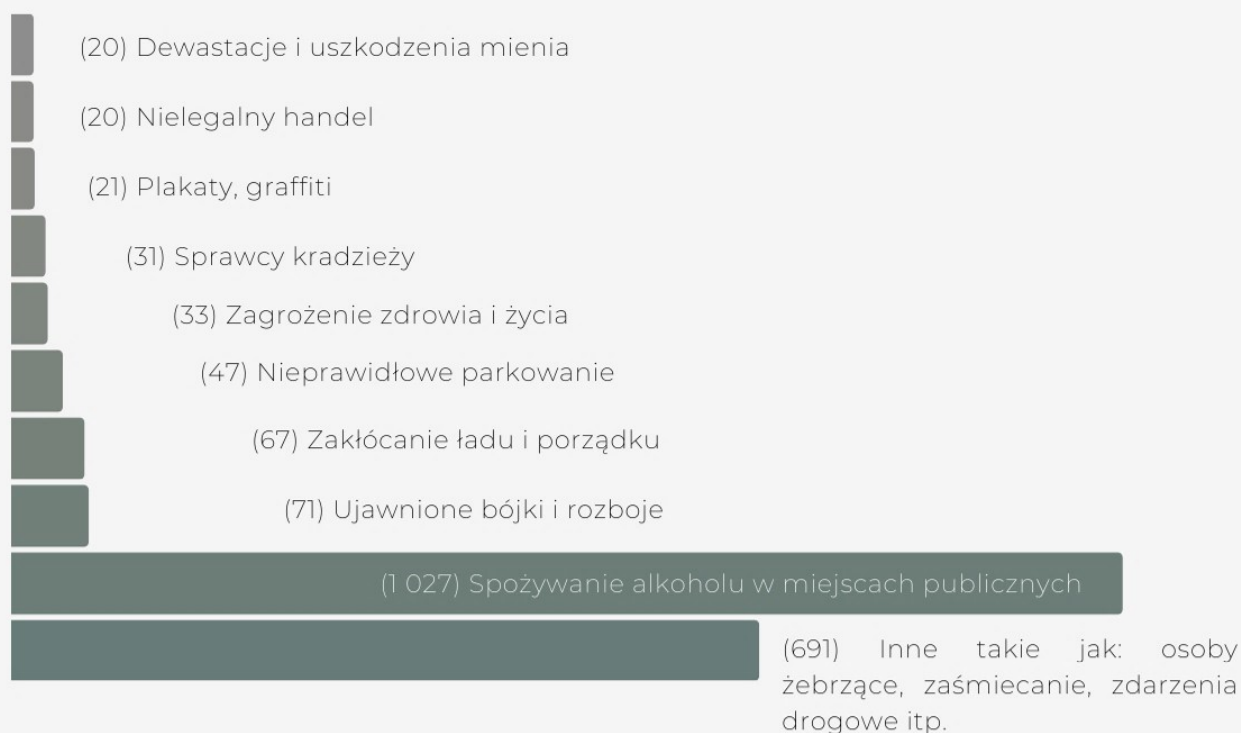 (20) Dewastacje i uszkodzenia mienia
(20) Nielegalny handel
(21) Plakaty, graffiti
(31) Sprawcy kradzieży
(33) Zagrożenie zdrowia i życia
(47) Nieprawidłowe parkowanie
(67) Zakłócanie ładu i porządku
(71) Ujawnione bójki i rozboje
(1 027) Spożywanie alkoholu w miejscach publicznych
(691) Inne takie jak: osoby
żebrzące, zaśmiecanie, zdarzenia
drogowe itp.